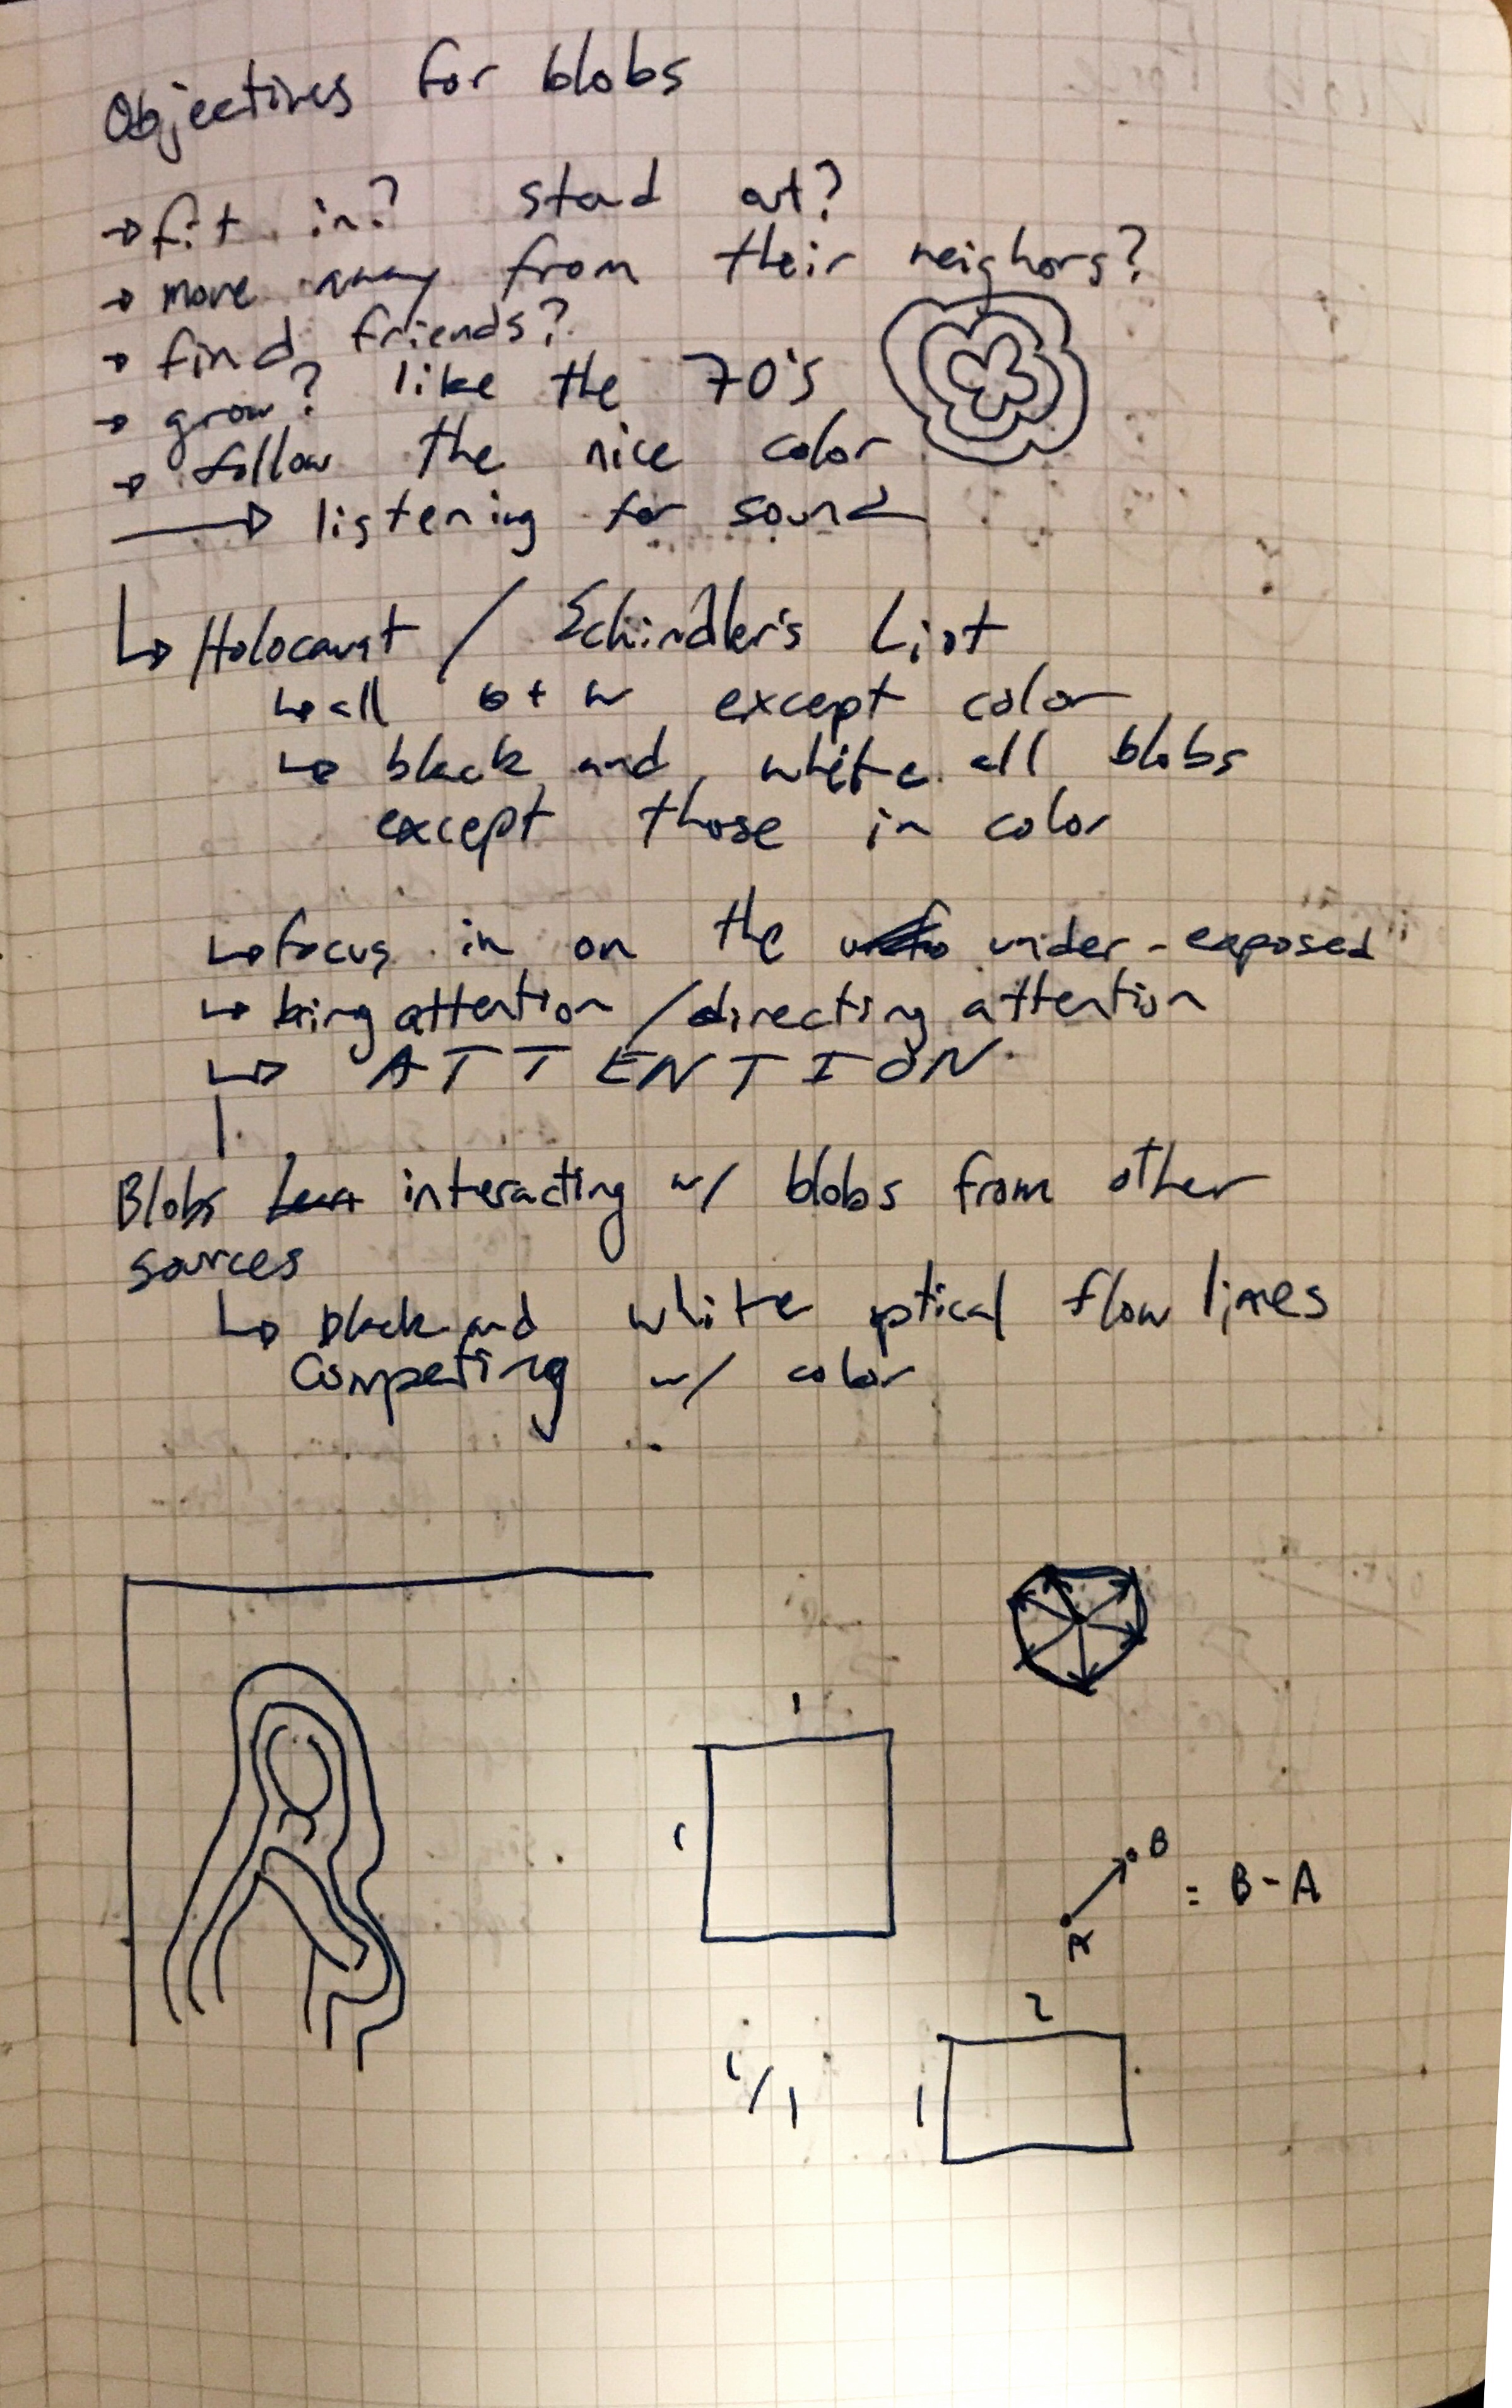 Objectives for blobs
→ fit in? stand out?
→ move away from their neighors?
→ find friends?
→ grow? like the 70's
→ follow the nice color
→ listening for sound
↳ Holocaust / Schindler's List
↳ all b + w except color
↳ black and white all blobs
except those in color
↳ focus in on the under-exposed
↳ bring attention / directing attention
↳ ATTENTION
Blobs interacting w/ blobs from other
sources
↳ black and white optical flow lines
competing w/ color
1
1
B
= B - A
A
2
1/1
1